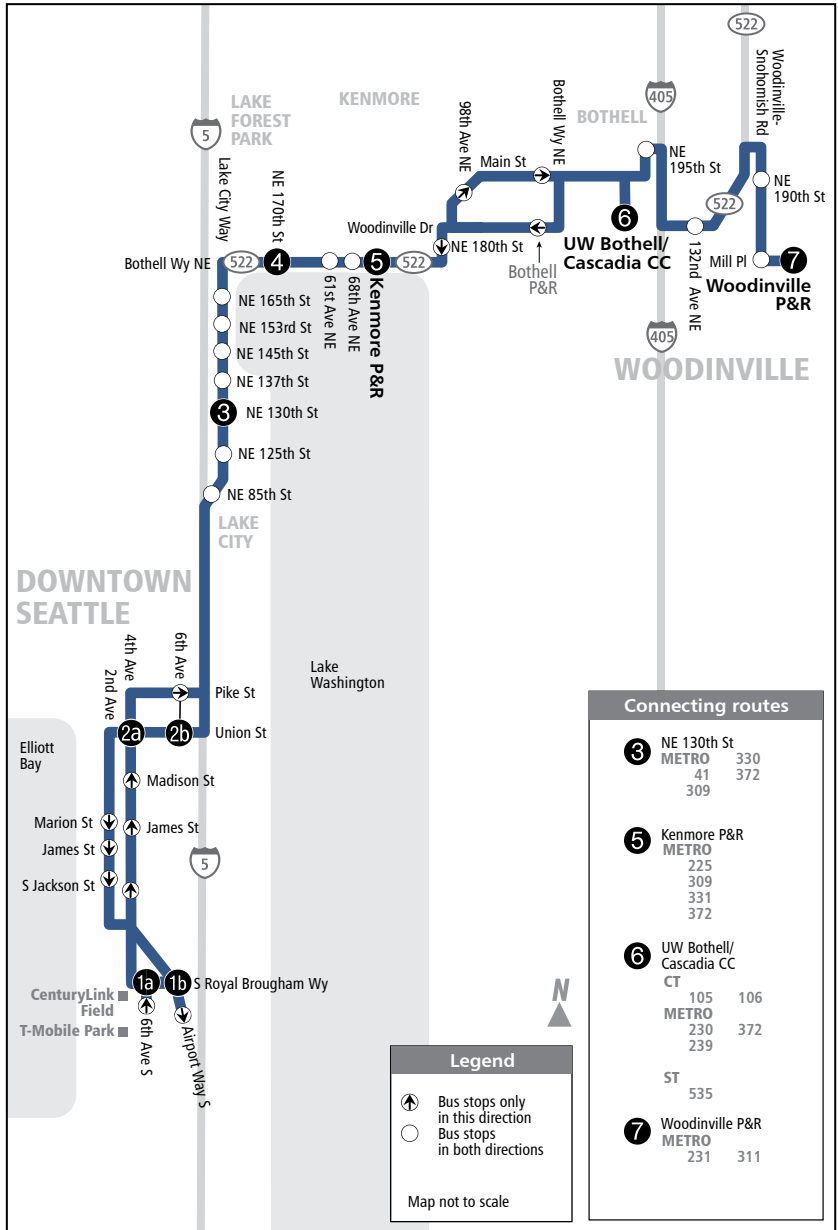 522
Woodinville-
Snohomish Rd
405
5
LAKE
FOREST
PARK
KENMORE
BOTHELL
98th Ave NE
Bothell Wy NE
Main St
NE
195th St
NE
190th St
522
Lake City Way
NE 170th St
Woodinville Dr
NE 180th St
Bothell
P&R
6
UW Bothell/
Cascadia CC
132nd Ave NE
Mill Pl
7
Woodinville
P&R
Bothell Wy NE
522
4
61st Ave NE
68th Ave NE
5
Kenmore P&R
522
NE 165th St
NE 153rd St
NE 145th St
NE 137th St
3
NE 130th St
NE 125th St
NE 85th St
405
WOODINVILLE
LAKE
CITY
DOWNTOWN
SEATTLE
2nd Ave
4th Ave
6th Ave
Pike St
2a
2b
Union St
Lake
Washington
Elliott
Bay
Madison St
Marion St
James St
James St
S Jackson St
5
1a
1b
S Royal Brougham Wy
CenturyLink
Field
T-Mobile Park
6th Ave S
Airport Way S
N
Legend
Bus stops only
in this direction
Bus stops
in both directions
Map not to scale
Connecting routes
3
NE 130th St
METRO 330
41 372
309
5
Kenmore P&R
METRO
225
309
331
372
6
UW Bothell/
Cascadia CC
CT
105 106
METRO
230 372
239
ST
535
7
Woodinville P&R
METRO
231 311